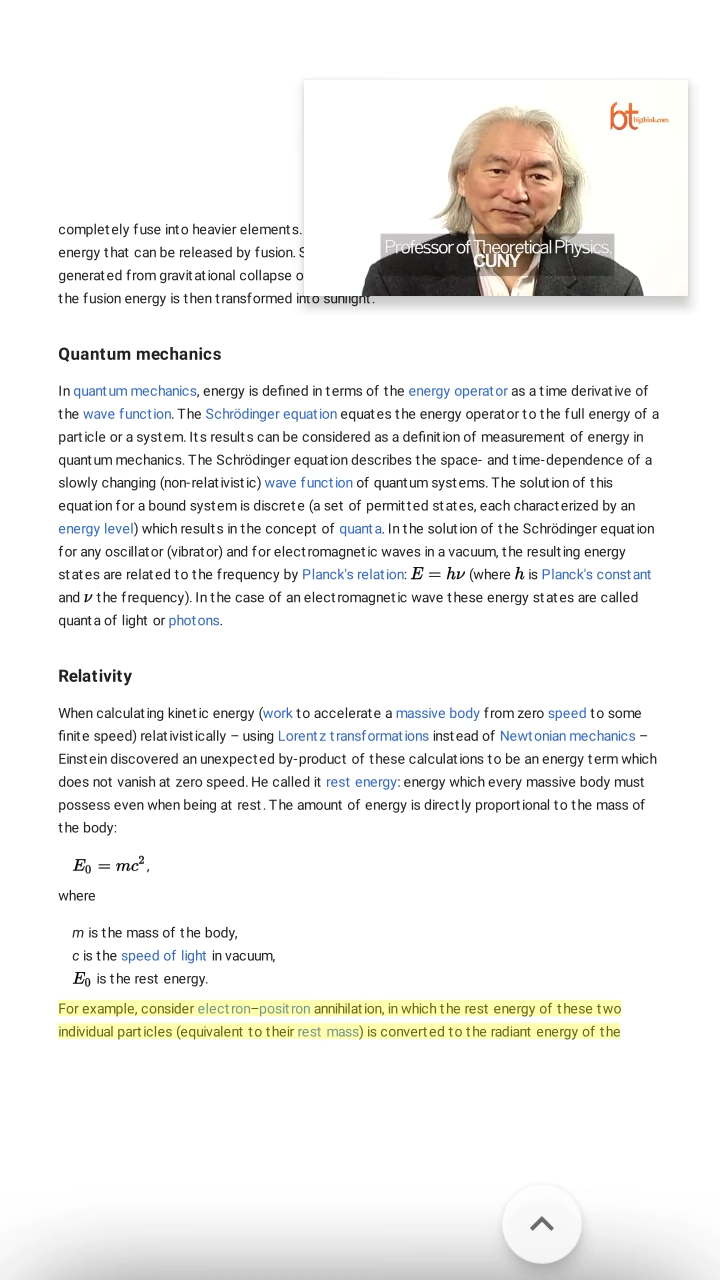 bt
bigthink.com
Professor of Theoretical Physics,
CUNY
completely fuse into heavier elements.
energy that can be released by fusion. S
generated from gravitational collapse o
the fusion energy is then transformed into sunlight.
Quantum mechanics
In quantum mechanics, energy is defined in terms of the energy operator as a time derivative of
the wave function. The Schrödinger equation equates the energy operator to the full energy of a
particle or a system. Its results can be considered as a definition of measurement of energy in
quantum mechanics. The Schrödinger equation describes the space- and time-dependence of a
slowly changing (non-relativistic) wave function of quantum systems. The solution of this
equation for a bound system is discrete (a set of permitted states, each characterized by an
energy level) which results in the concept of quanta. In the solution of the Schrödinger equation
for any oscillator (vibrator) and for electromagnetic waves in a vacuum, the resulting energy
states are related to the frequency by Planck's relation: E = hν (where h is Planck's constant
and ν the frequency). In the case of an electromagnetic wave these energy states are called
quanta of light or photons.
Relativity
When calculating kinetic energy (work to accelerate a massive body from zero speed to some
finite speed) relativistically – using Lorentz transformations instead of Newtonian mechanics –
Einstein discovered an unexpected by-product of these calculations to be an energy term which
does not vanish at zero speed. He called it rest energy: energy which every massive body must
possess even when being at rest. The amount of energy is directly proportional to the mass of
the body:
E₀ = mc²,
where
m is the mass of the body,
c is the speed of light in vacuum,
E₀ is the rest energy.
For example, consider electron–positron annihilation, in which the rest energy of these two
individual particles (equivalent to their rest mass) is converted to the radiant energy of the